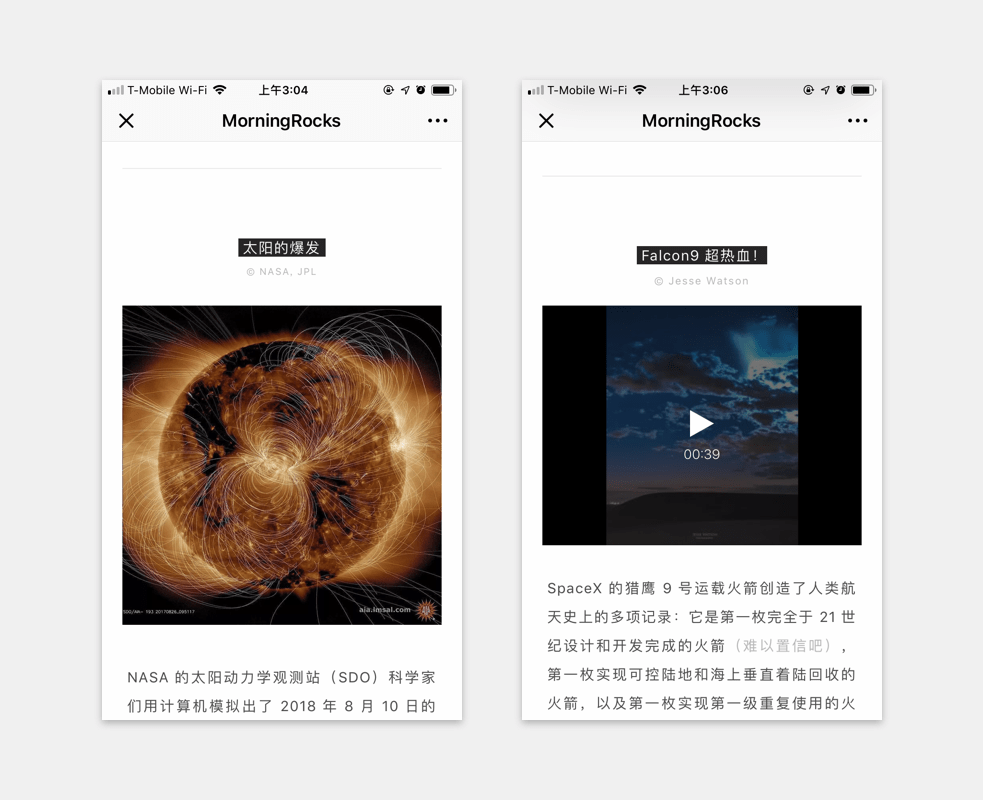 T-Mobile Wi-Fi 上午3:04
MorningRocks
太阳的爆发
© NASA, JPL
SDO/AIA- 193 20170826_095117
aia.lmsal.com
NASA 的太阳动力学观测站（SDO）科学家
们用计算机模拟出了 2018 年 8 月 10 日的
T-Mobile Wi-Fi 上午3:06
MorningRocks
Falcon9 超热血！
© Jesse Watson
00:39
SpaceX 的猎鹰 9 号运载火箭创造了人类航
天史上的多项记录：它是第一枚完全于 21 世
纪设计和开发完成的火箭（难以置信吧），
第一枚实现可控陆地和海上垂直着陆回收的
火箭，以及第一枚实现第一级重复使用的火